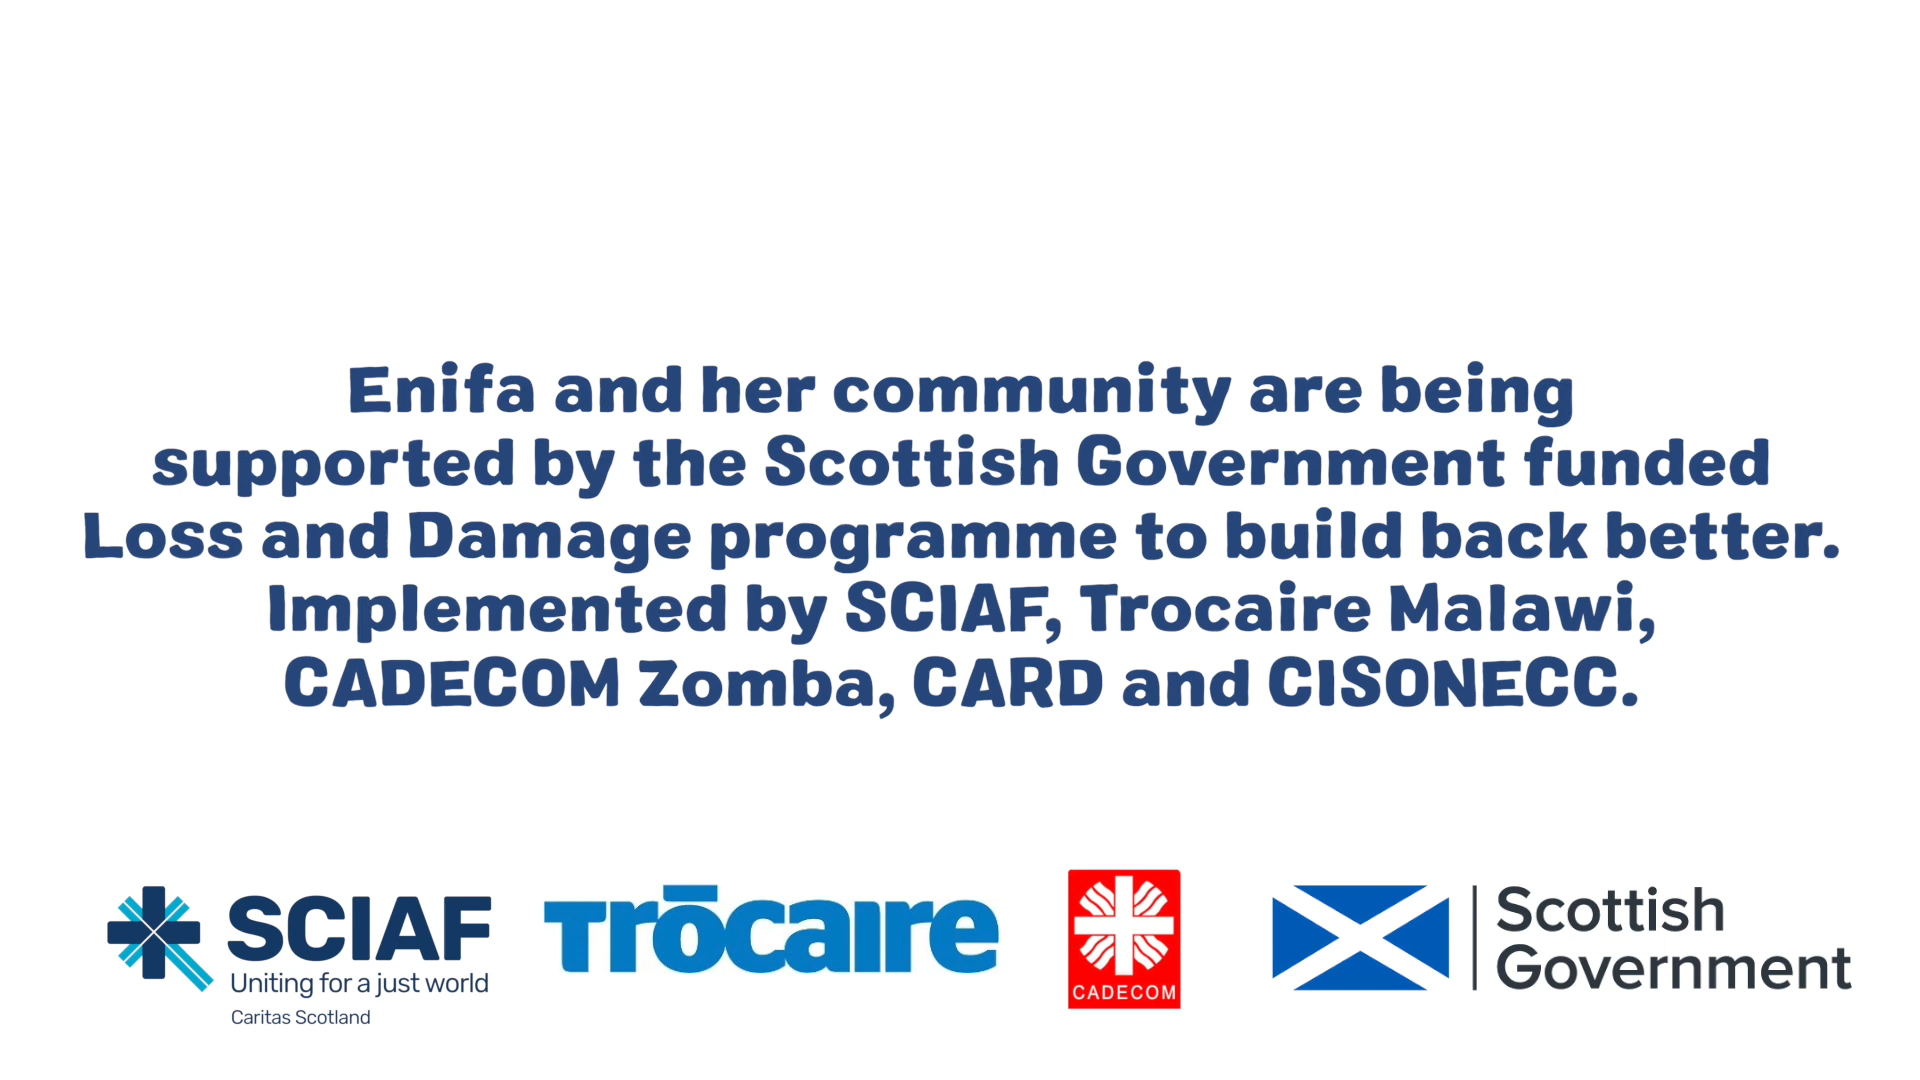 Enifa and her community are being
supported by the Scottish Government funded
Loss and Damage programme to build back better.
Implemented by SCIAF, Trocaire Malawi,
CADECOM Zomba, CARD and CISONECC.
SCIAF
Uniting for a just world
Caritas Scotland
Trōcaire
CADECOM
Scottish
Government